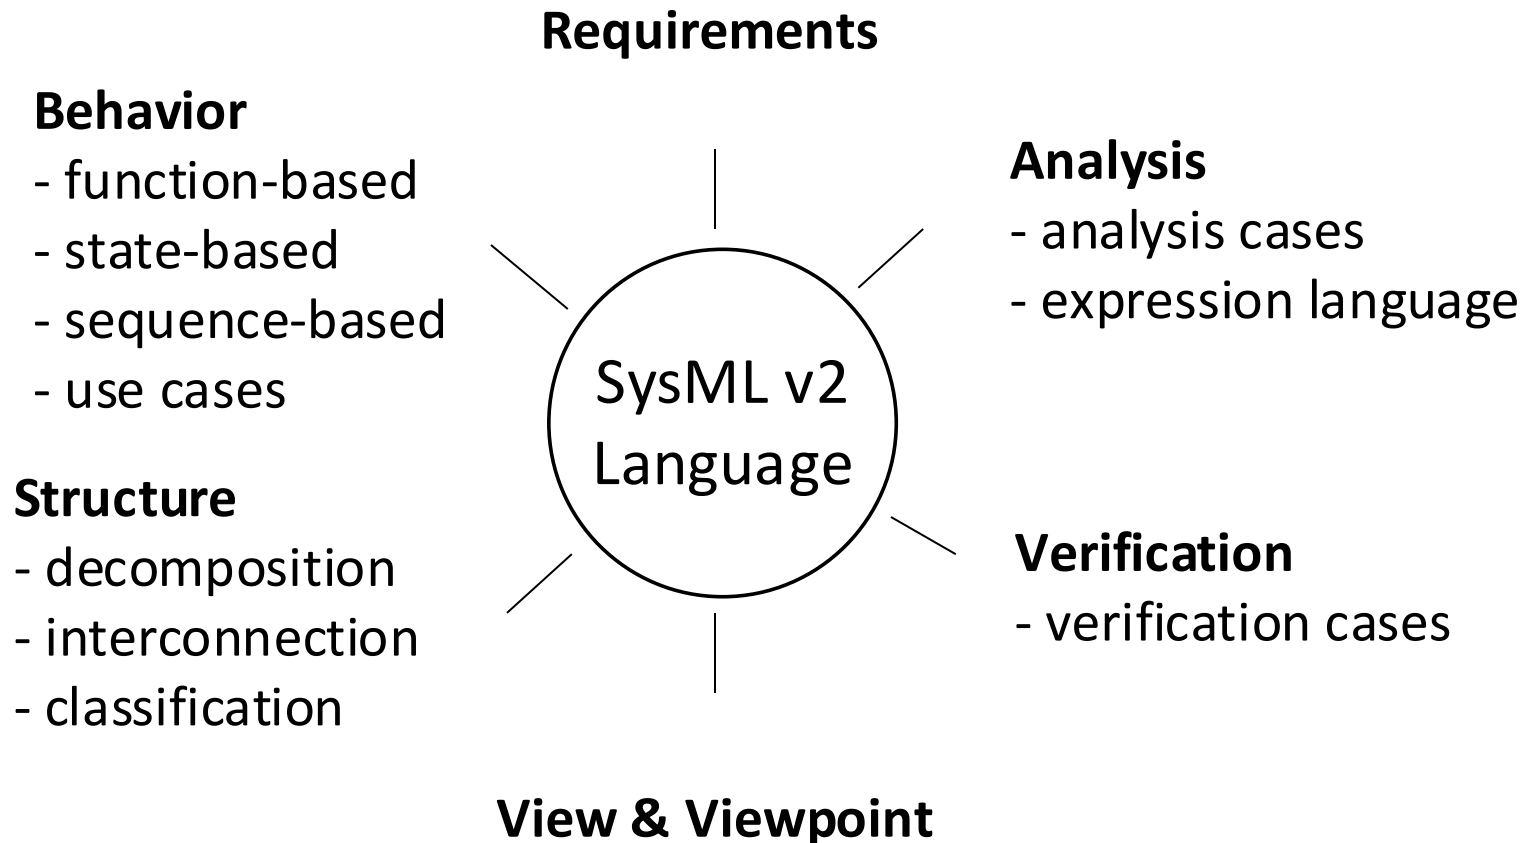 Requirements
Behavior
- function-based
- state-based
- sequence-based
- use cases
Analysis
- analysis cases
- expression language
SysML v2
Language
Structure
- decomposition
- interconnection
- classification
Verification
- verification cases
View & Viewpoint